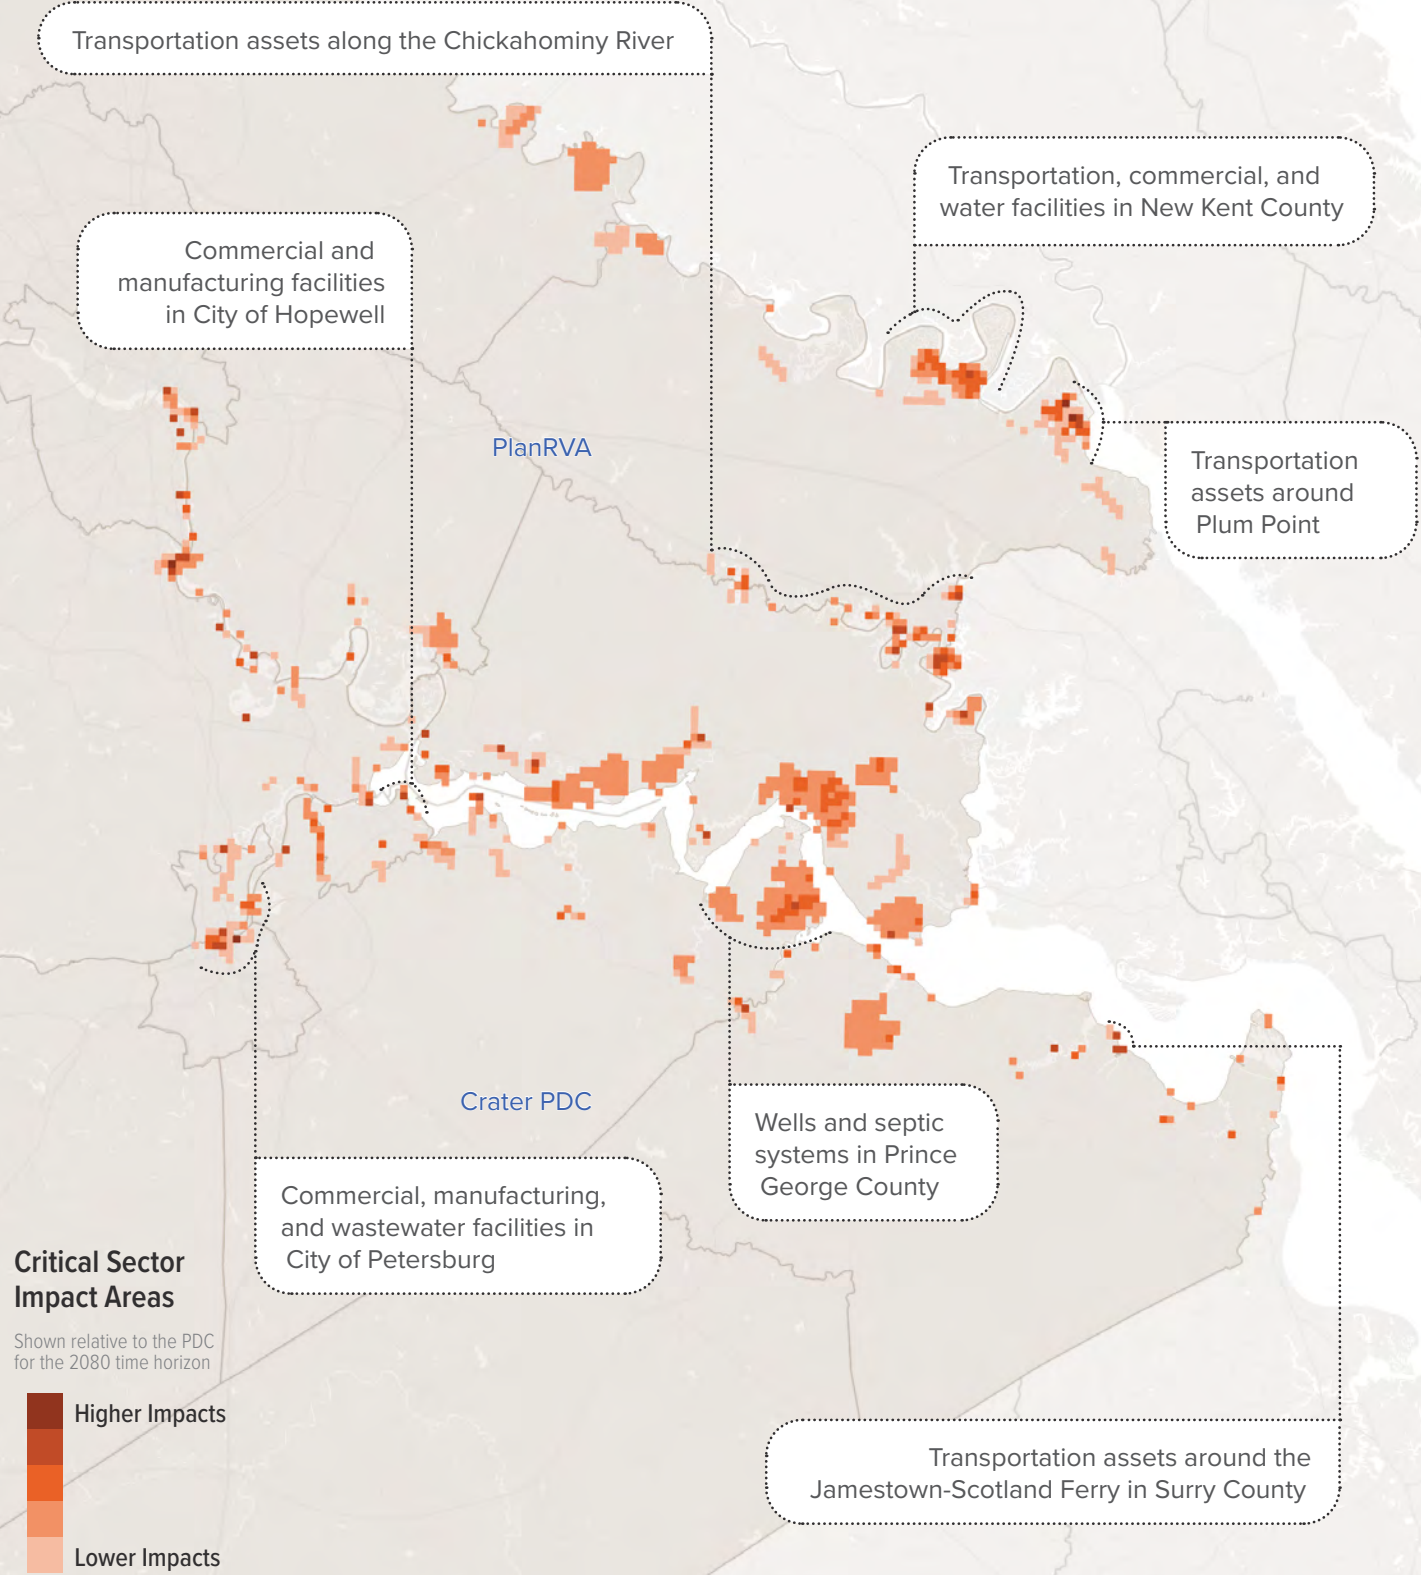 Transportation assets along the Chickahominy River
Transportation, commercial, and
water facilities in New Kent County
Commercial and
manufacturing facilities
in City of Hopewell
PlanRVA
Transportation
assets around
Plum Point
Crater PDC
Wells and septic
systems in Prince
George County
Commercial, manufacturing,
and wastewater facilities in
City of Petersburg
Critical Sector
Impact Areas
Shown relative to the PDC
for the 2080 time horizon
Higher Impacts
Lower Impacts
Transportation assets around the
Jamestown-Scotland Ferry in Surry County